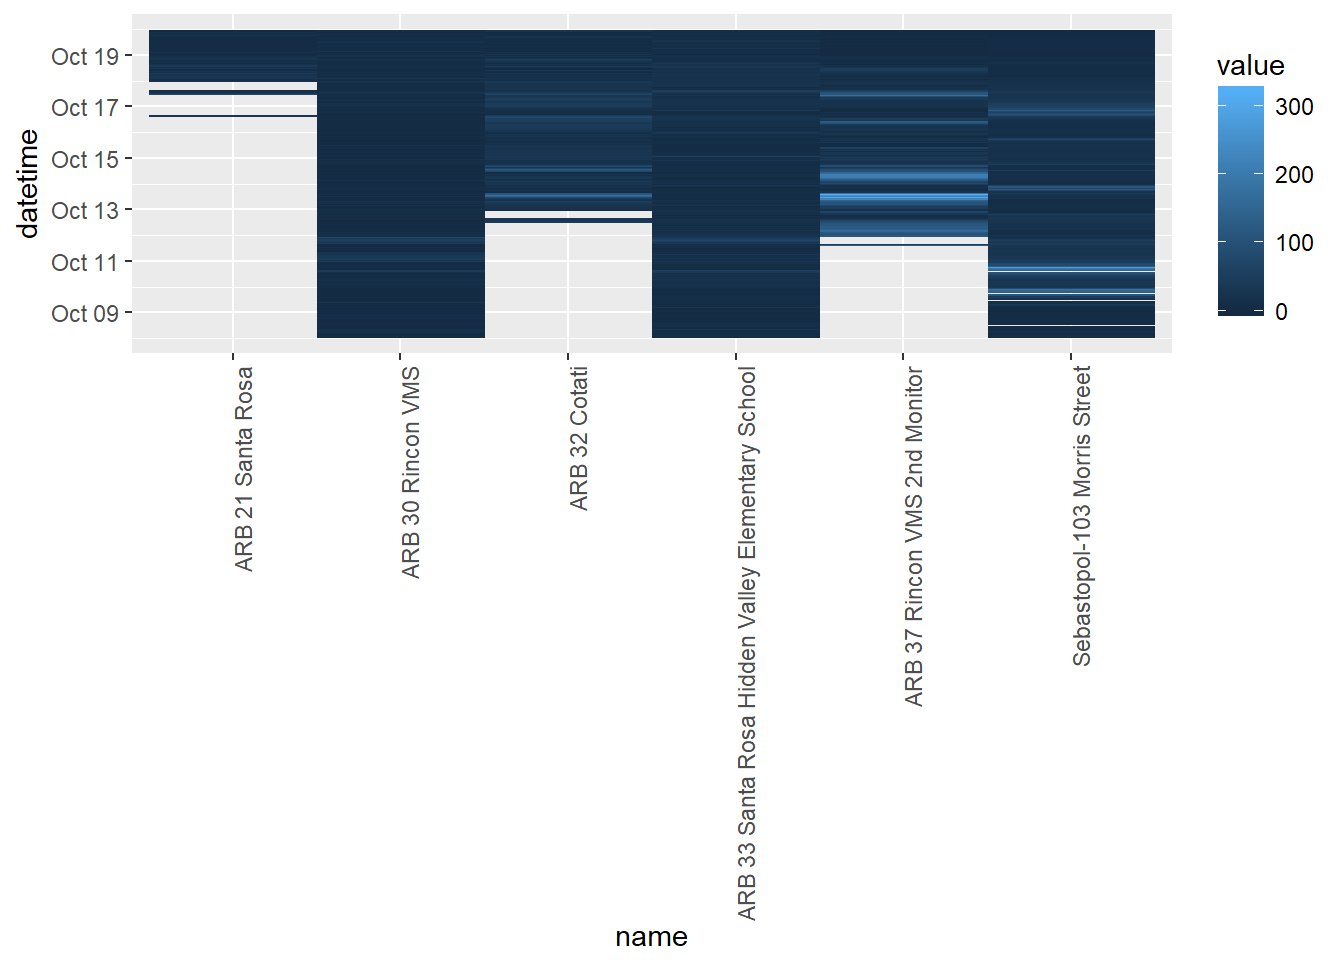 datetime
Oct 19
Oct 17
Oct 15
Oct 13
Oct 11
Oct 09
ARB 21 Santa Rosa
ARB 30 Rincon VMS
ARB 32 Cotati
ARB 33 Santa Rosa Hidden Valley Elementary School
ARB 37 Rincon VMS 2nd Monitor
Sebastopol-103 Morris Street
name
value
300
200
100
0